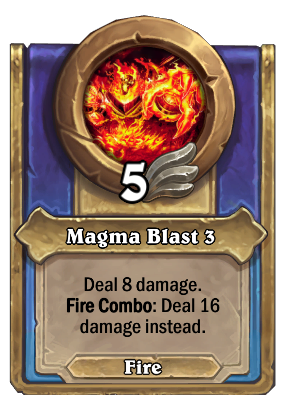 5
Magma Blast 3
Deal 8 damage.
Fire Combo: Deal 16
damage instead.
Fire